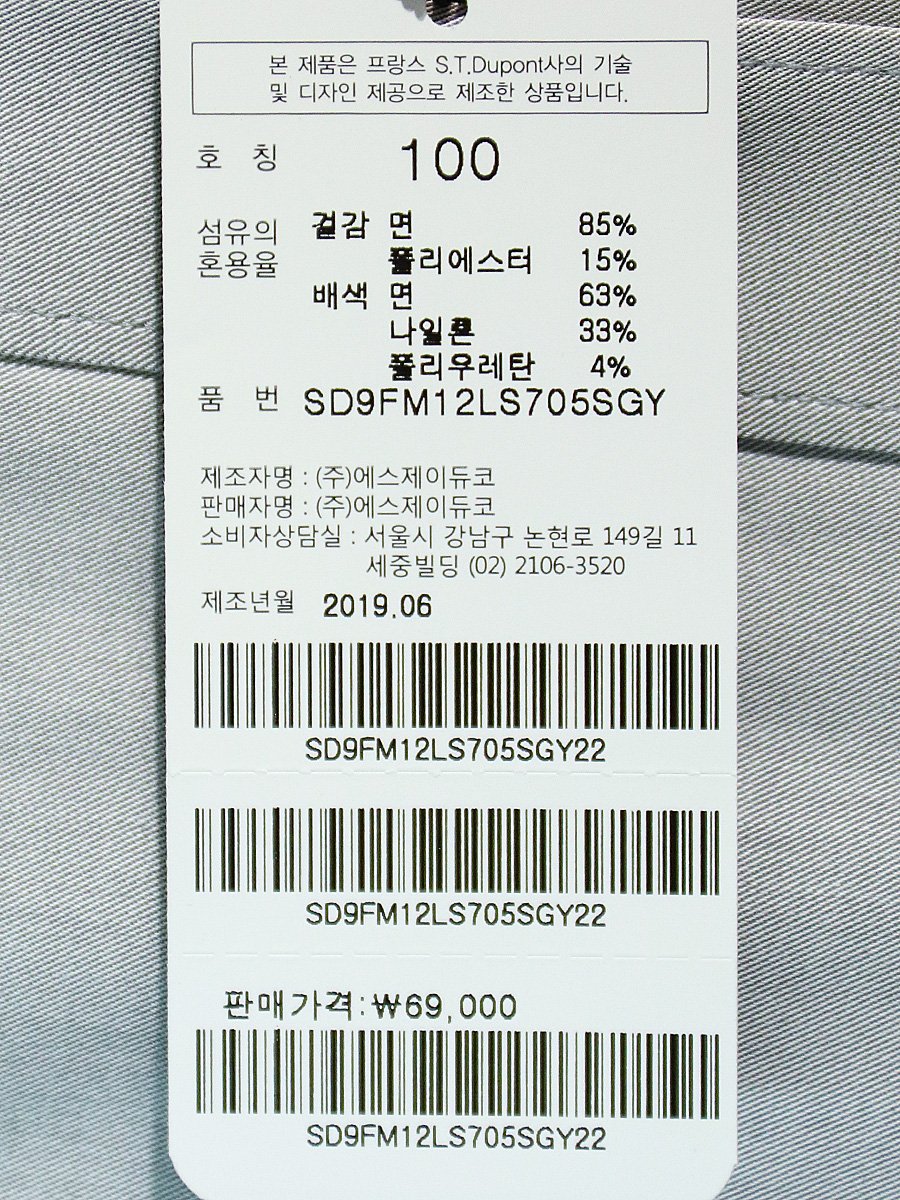 본 제품은 프랑스 S.T.Dupont사의 기술
및 디자인 제공으로 제조한 상품입니다.
호 칭 100
섬유의 혼용율
겉감 면 85%
폴리에스터 15%
배색 면 63%
나일론 33%
폴리우레탄 4%
품 번 SD9FM12LS705SGY
제조자명 : (주)에스제이듀코
판매자명 : (주)에스제이듀코
소비자상담실 : 서울시 강남구 논현로 149길 11
세중빌딩 (02) 2106-3520
제조년월 2019.06
SD9FM12LS705SGY22
SD9FM12LS705SGY22
판매가격:₩69,000
SD9FM12LS705SGY22